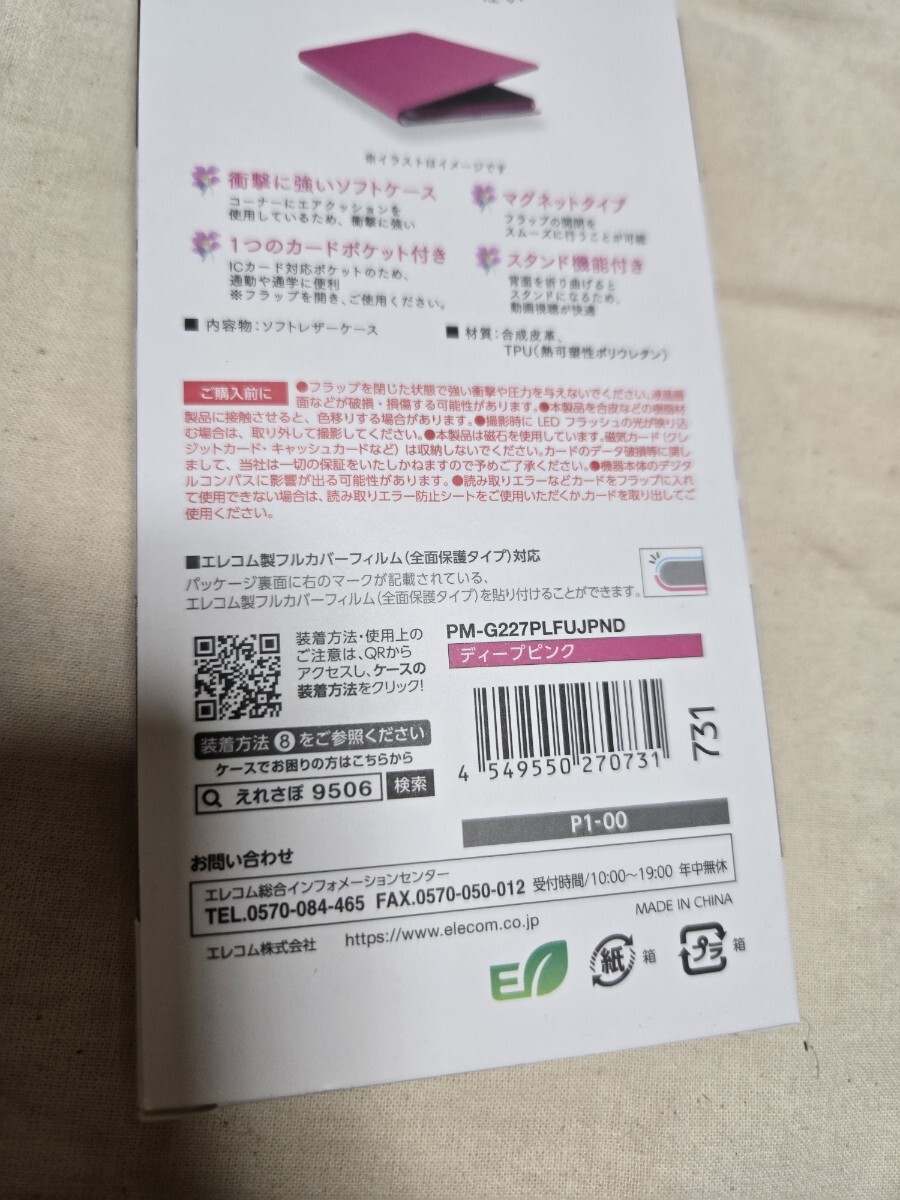 ※イラストはイメージです
衝撃に強いソフトケース
コーナーにエアクッションを
使用しているため、衝撃に強い
マグネットタイプ
フラップの開閉を
スムーズに行うことが可能
1つのカードポケット付き
ICカード対応ポケットのため、
通勤や通学に便利
※フラップを開き、ご使用ください。
スタンド機能付き
背面を折り曲げると
スタンドになるため、
動画視聴が快適
■ 内容物：ソフトレザーケース
■ 材質：合成皮革、
TPU（熱可塑性ポリウレタン）
ご購入前に ●フラップを閉じた状態で強い衝撃や圧力を与えないでください。液晶画
面などが破損・損傷する可能性があります。●本製品を合皮などの樹脂材
製品に接触させると、色移りする場合があります。●撮影時に LED フラッシュの光が映り込
む場合は、取り外して撮影してください。●本製品は磁石を使用しています。磁気カード（クレ
ジットカード・キャッシュカードなど）は収納しないでください。カードのデータ破損等に関し
まして、当社は一切の保証をいたしかねますので予めご了承ください。●機器本体のデジタ
ルコンパスに影響が出る可能性があります。●読み取りエラーなどカードをフラップに入れ
て使用できない場合は、読み取りエラー防止シートをご使用いただくか、カードを取り出してご
使用ください。
■エレコム製フルカバーフィルム（全面保護タイプ）対応
パッケージ裏面に右のマークが記載されている、
エレコム製フルカバーフィルム（全面保護タイプ）を貼り付けることができます。
装着方法・使用上の
ご注意は、QRから
アクセスし、ケースの
装着方法をクリック！
装着方法 8 をご参照ください
ケースでお困りの方はこちらから
えれさぽ 9506 検索
PM-G227PLFUJPND
ディープピンク
4 549550 270731
731
P1-00
お問い合わせ
エレコム総合インフォメーションセンター
TEL.0570-084-465 FAX.0570-050-012 受付時間/10:00～19:00 年中無休
エレコム株式会社 https://www.elecom.co.jp
MADE IN CHINA
紙 箱
プラ 箱